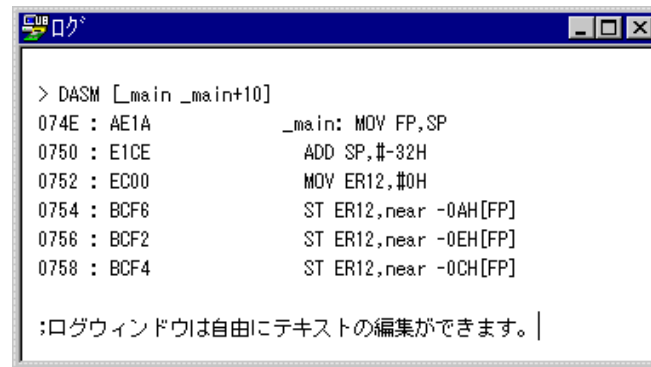 ログ
> DASM [_main _main+10]
074E : AE1A _main: MOV FP,SP
0750 : E1CE ADD SP,#-32H
0752 : EC00 MOV ER12,#0H
0754 : BCF6 ST ER12,near -0AH[FP]
0756 : BCF2 ST ER12,near -0EH[FP]
0758 : BCF4 ST ER12,near -0CH[FP]
;ログウィンドウは自由にテキストの編集ができます。